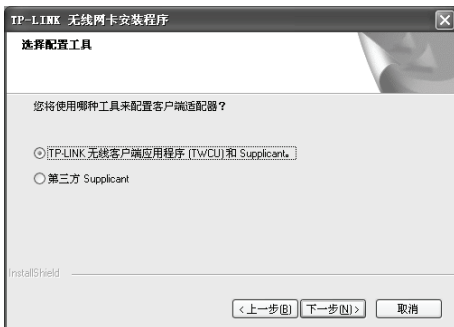 TP-LINK 无线网卡安装程序
选择配置工具
您将使用哪种工具来配置客户端适配器？
TP-LINK 无线客户端应用程序 (TWCU) 和 Supplicant。
第三方 Supplicant
InstallShield
<上一步(B) 下一步(N)> 取消